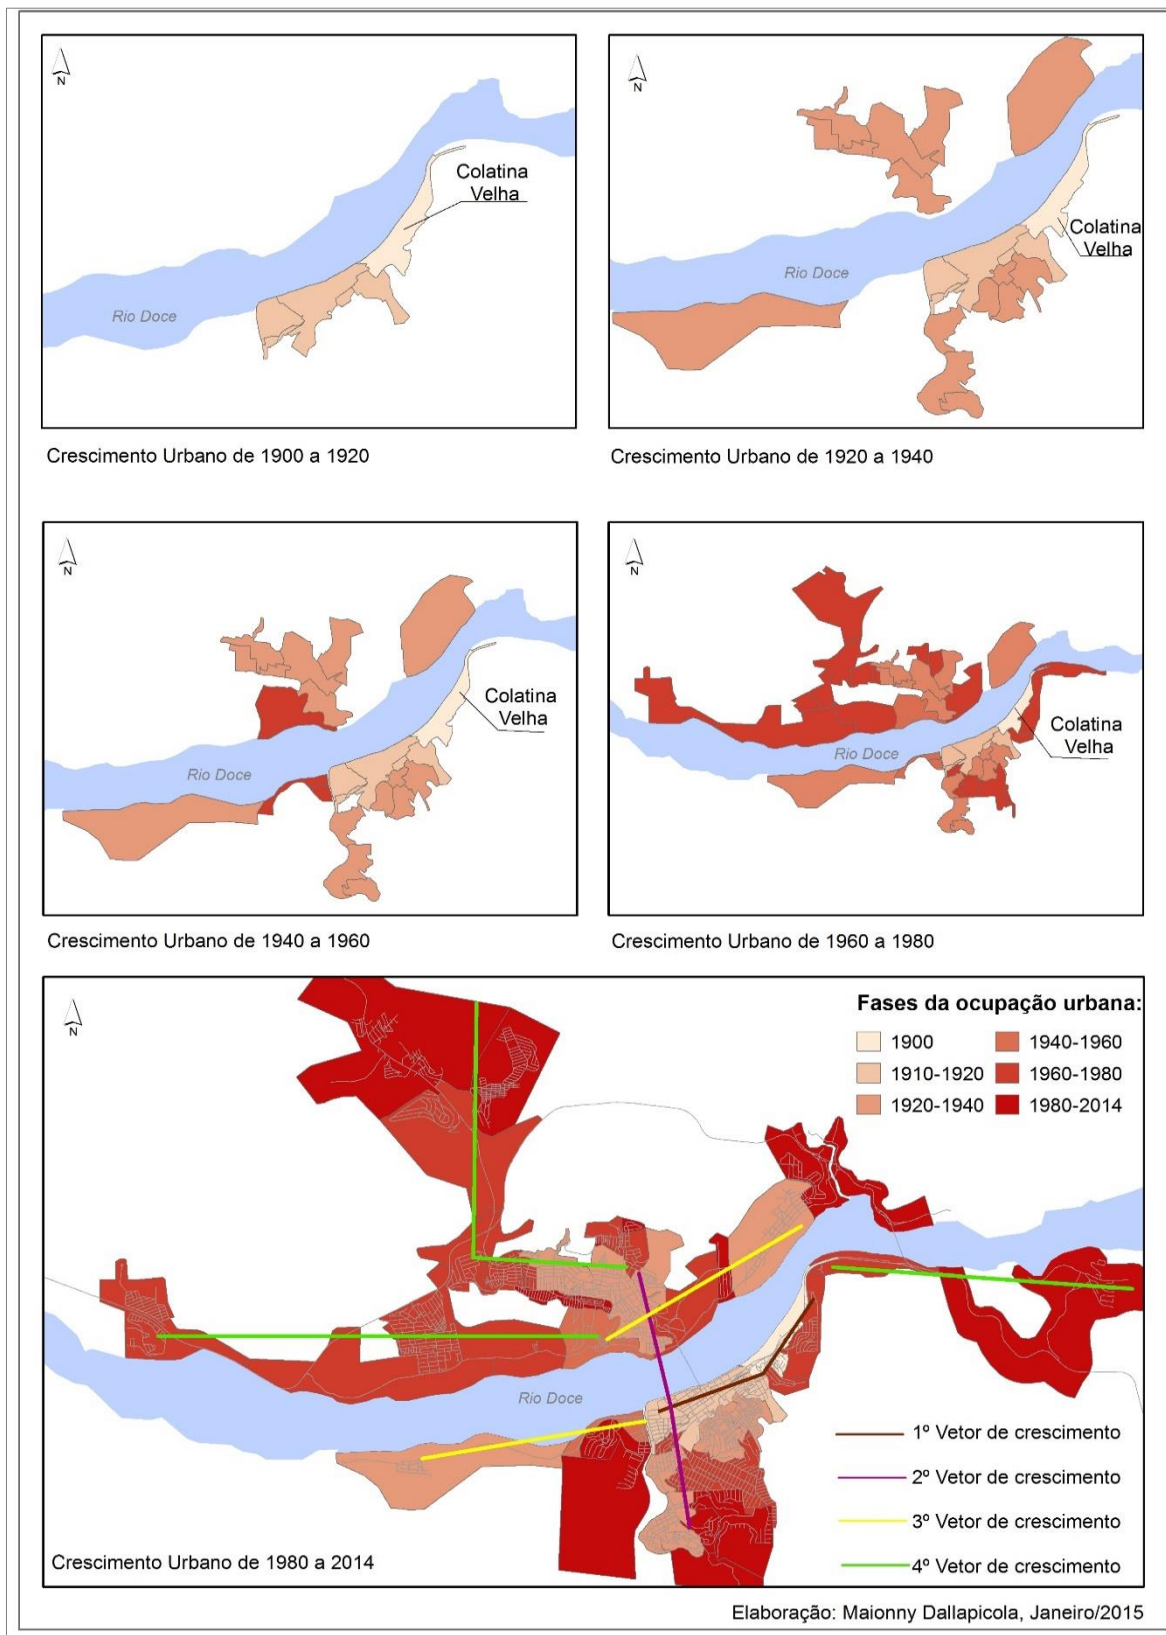 N
Colatina
Velha
Rio Doce
Crescimento Urbano de 1900 a 1920
N
Colatina
Velha
Rio Doce
Crescimento Urbano de 1920 a 1940
N
Colatina
Velha
Rio Doce
Crescimento Urbano de 1940 a 1960
N
Colatina
Velha
Rio Doce
Crescimento Urbano de 1960 a 1980
N
Fases da ocupação urbana:
1900
1940-1960
1910-1920
1960-1980
1920-1940
1980-2014
Rio Doce
1º Vetor de crescimento
2º Vetor de crescimento
3º Vetor de crescimento
4º Vetor de crescimento
Crescimento Urbano de 1980 a 2014
Elaboração: Maionny Dallapicola, Janeiro/2015